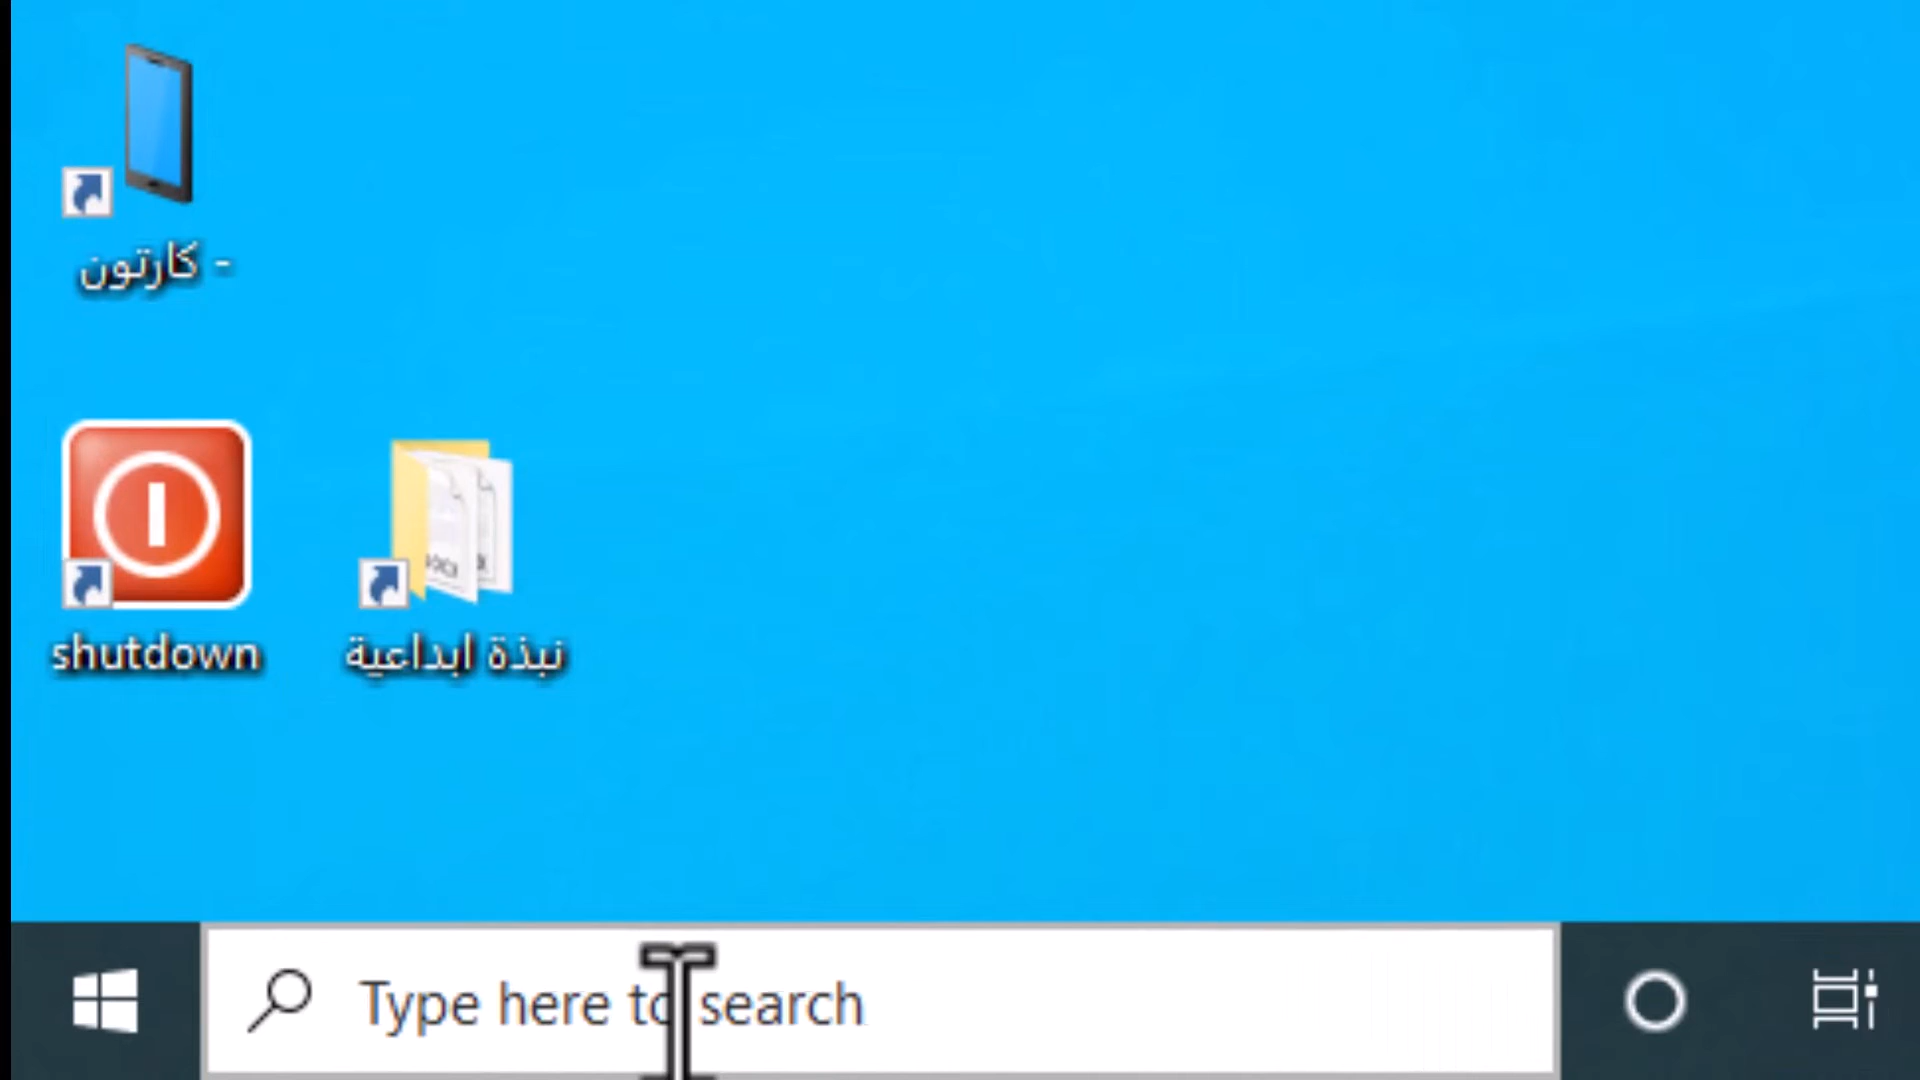 كارتون -
shutdown
نبذة ابداعية
Type here to search